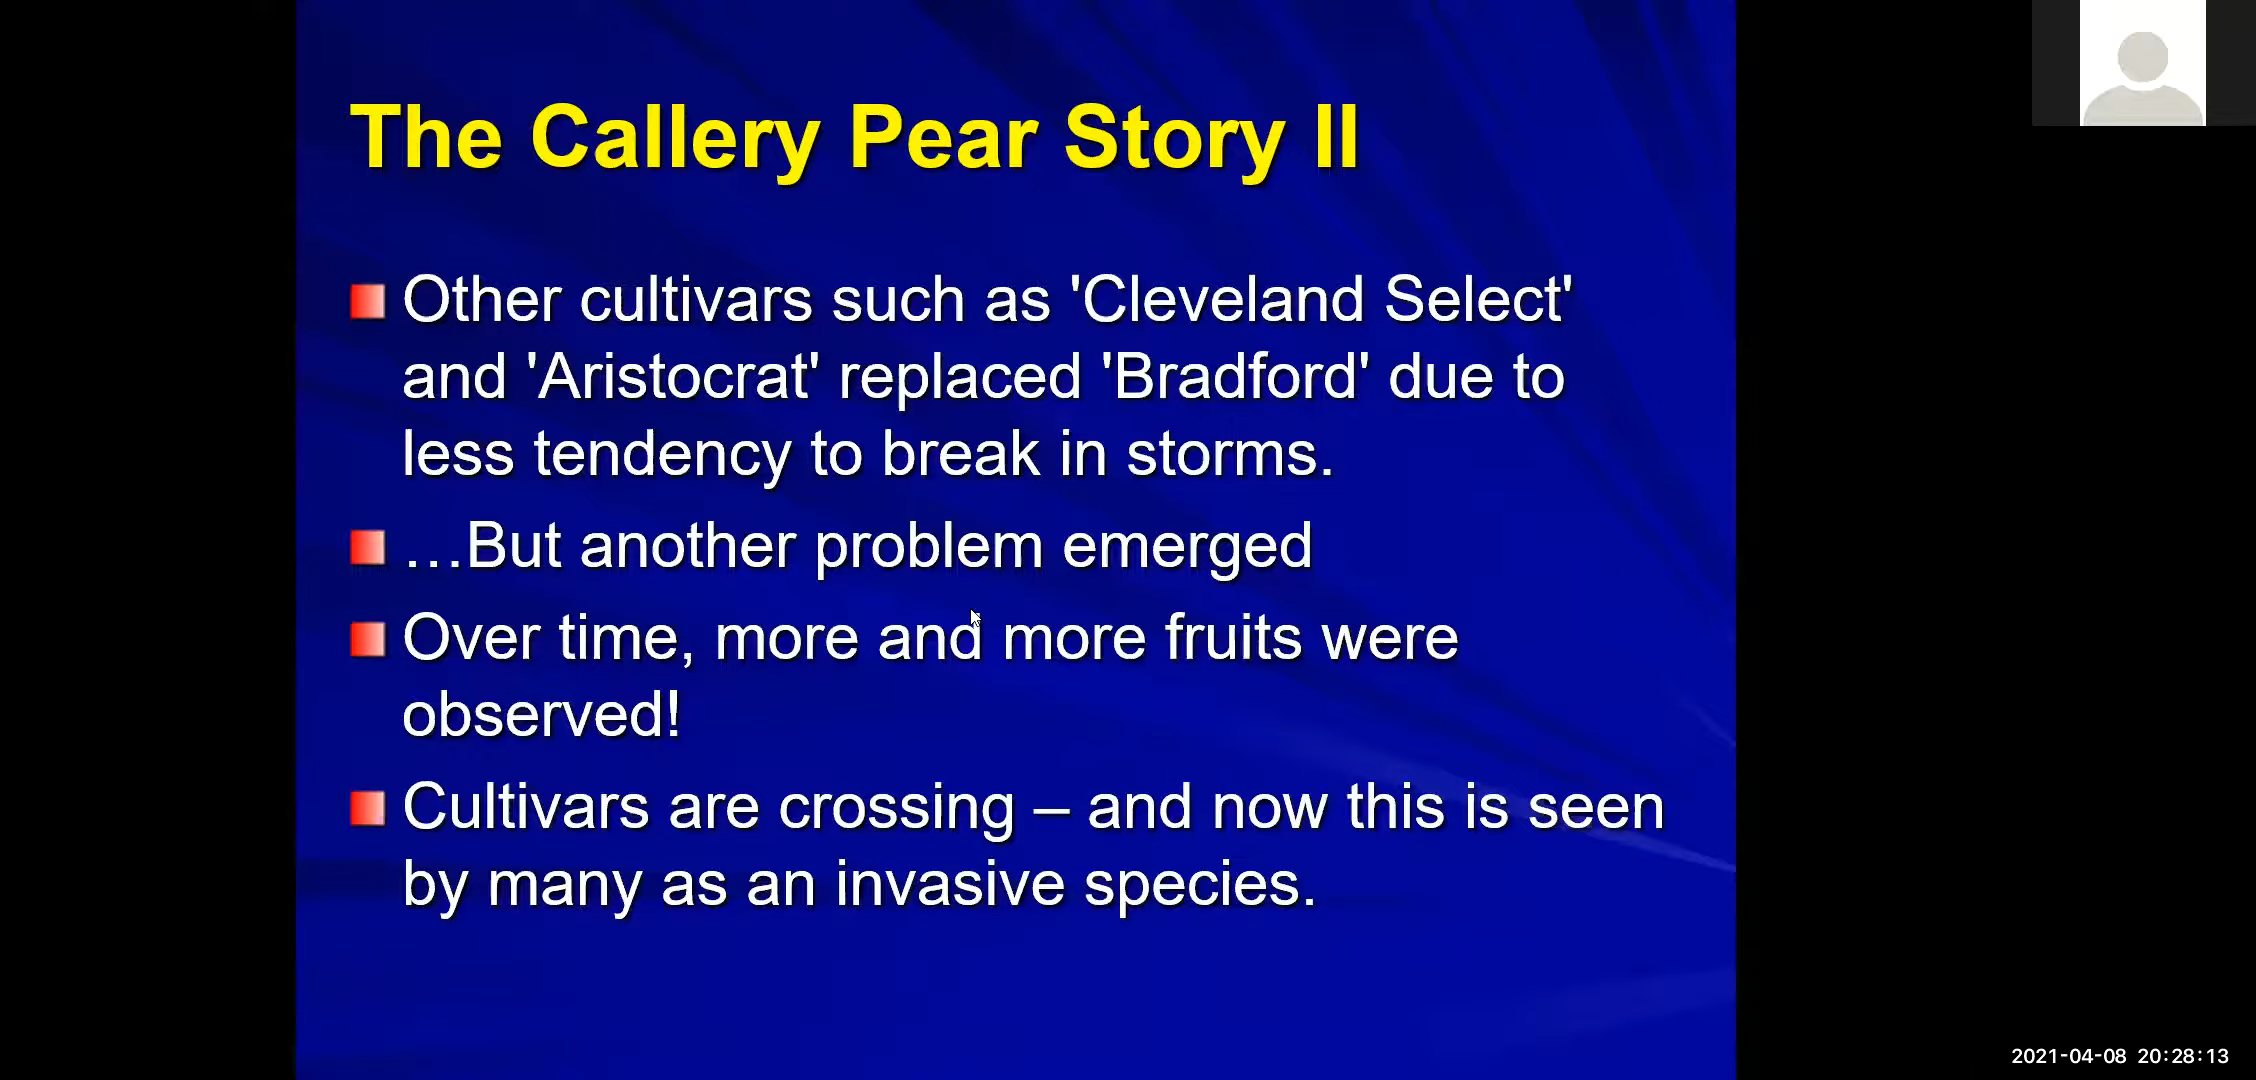 The Callery Pear Story II
Other cultivars such as 'Cleveland Select'
and 'Aristocrat' replaced 'Bradford' due to
less tendency to break in storms.
…But another problem emerged
Over time, more and more fruits were
observed!
Cultivars are crossing – and now this is seen
by many as an invasive species.
2021-04-08 20:28:13